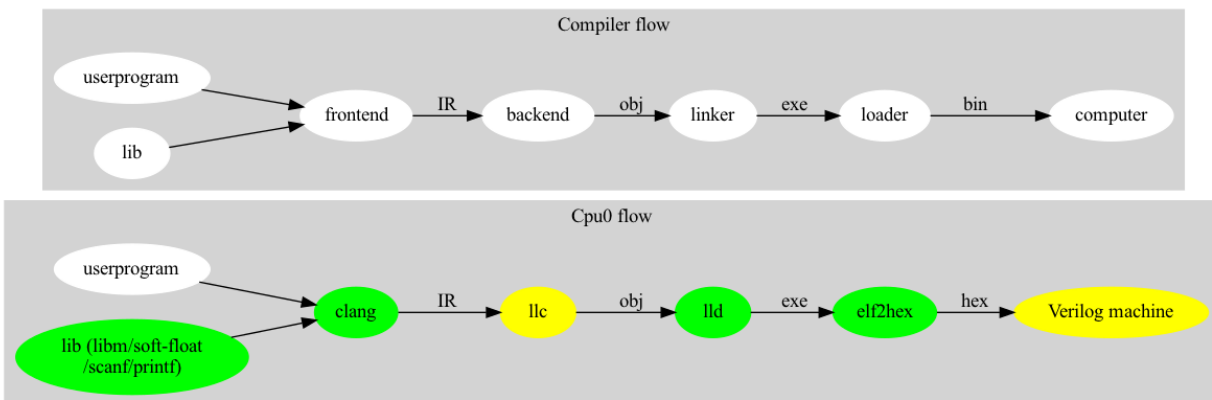 Compiler flow
userprogram
lib
frontend
IR
backend
obj
linker
exe
loader
bin
computer
Cpu0 flow
userprogram
lib (libm/soft-float
/scanf/printf)
clang
IR
llc
obj
lld
exe
elf2hex
hex
Verilog machine